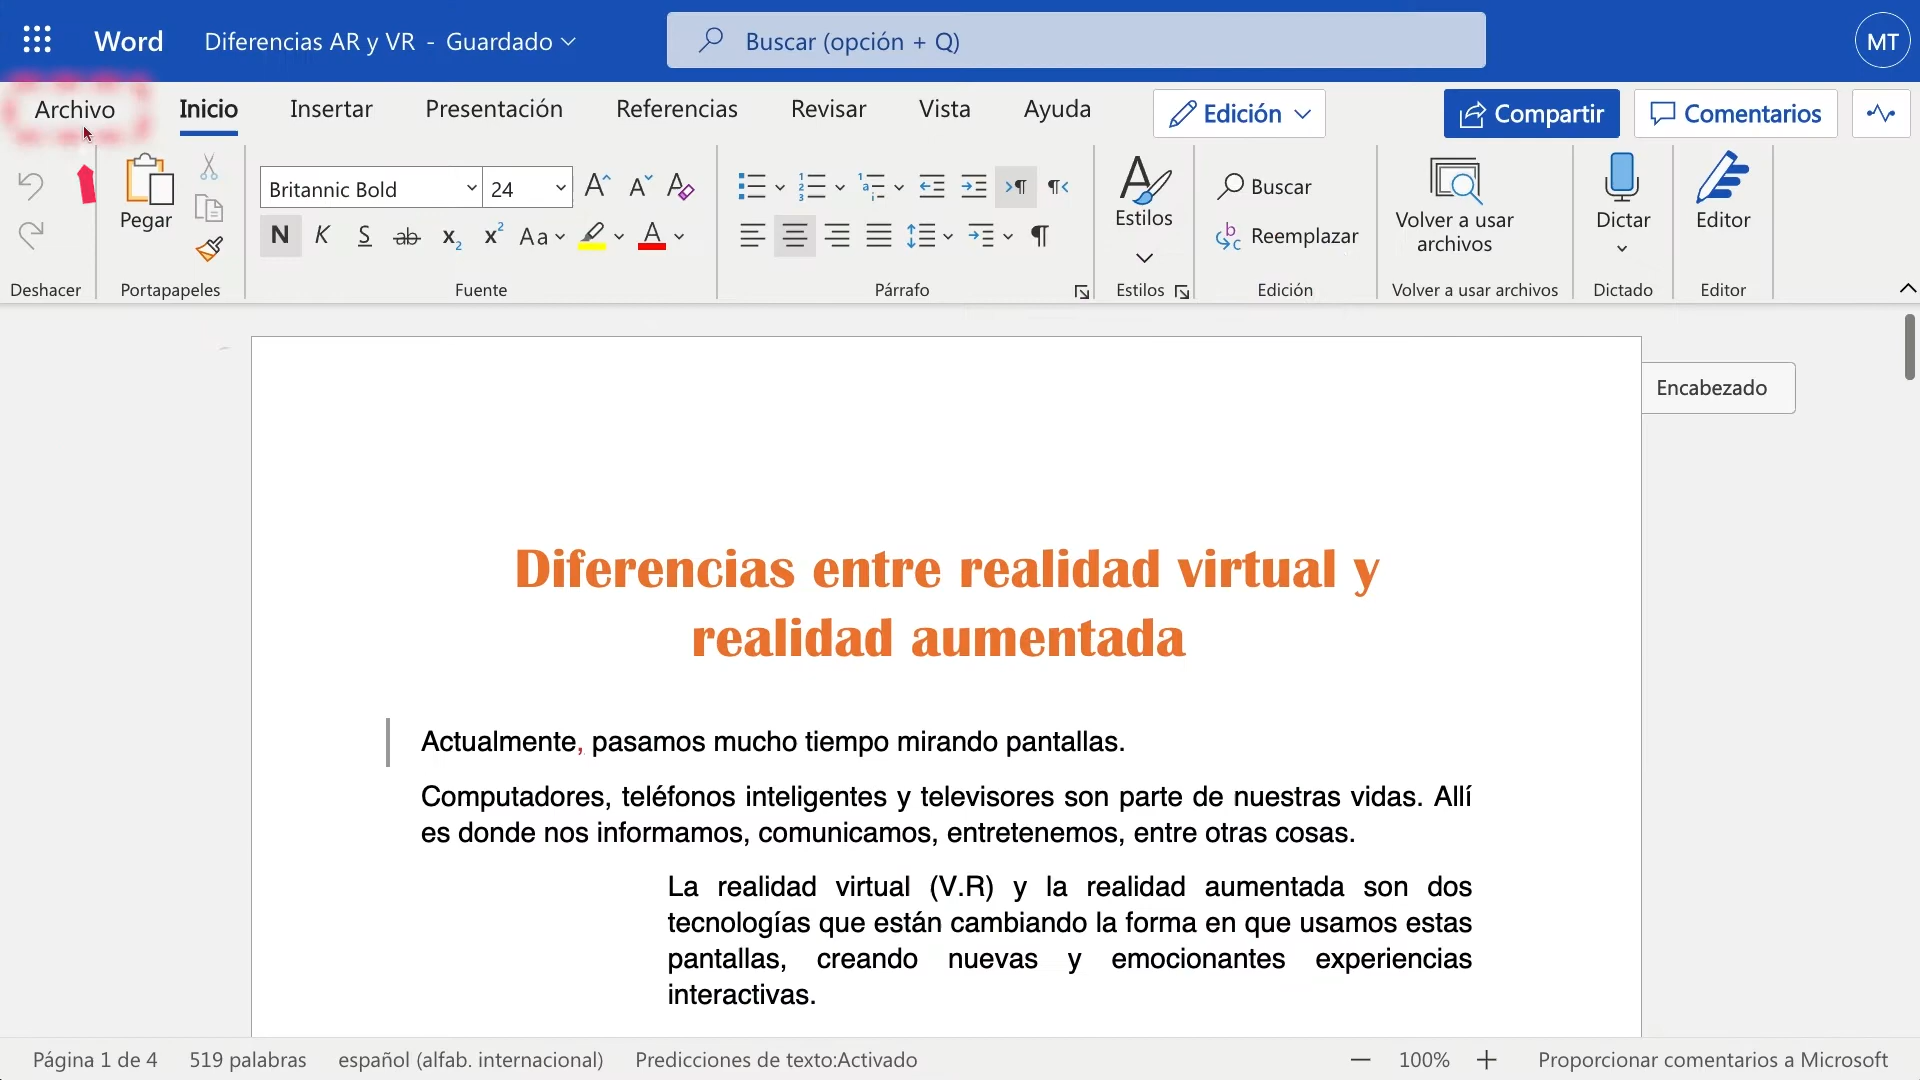 Word Diferencias AR y VR - Guardado Buscar (opción + Q) MT
Archivo Inicio Insertar Presentación Referencias Revisar Vista Ayuda Edición Compartir Comentarios
Pegar
Britannic Bold 24
N K S ab x2 x2 Aa A
Estilos
Buscar
Reemplazar
Volver a usar
archivos
Dictar
Editor
Deshacer Portapapeles Fuente Párrafo Estilos Edición Volver a usar archivos Dictado Editor
Encabezado
Diferencias entre realidad virtual y
realidad aumentada
Actualmente, pasamos mucho tiempo mirando pantallas.
Computadores, teléfonos inteligentes y televisores son parte de nuestras vidas. Allí
es donde nos informamos, comunicamos, entretenemos, entre otras cosas.
La realidad virtual (V.R) y la realidad aumentada son dos
tecnologías que están cambiando la forma en que usamos estas
pantallas, creando nuevas y emocionantes experiencias
interactivas.
Página 1 de 4 519 palabras español (alfab. internacional) Predicciones de texto:Activado 100% Proporcionar comentarios a Microsoft